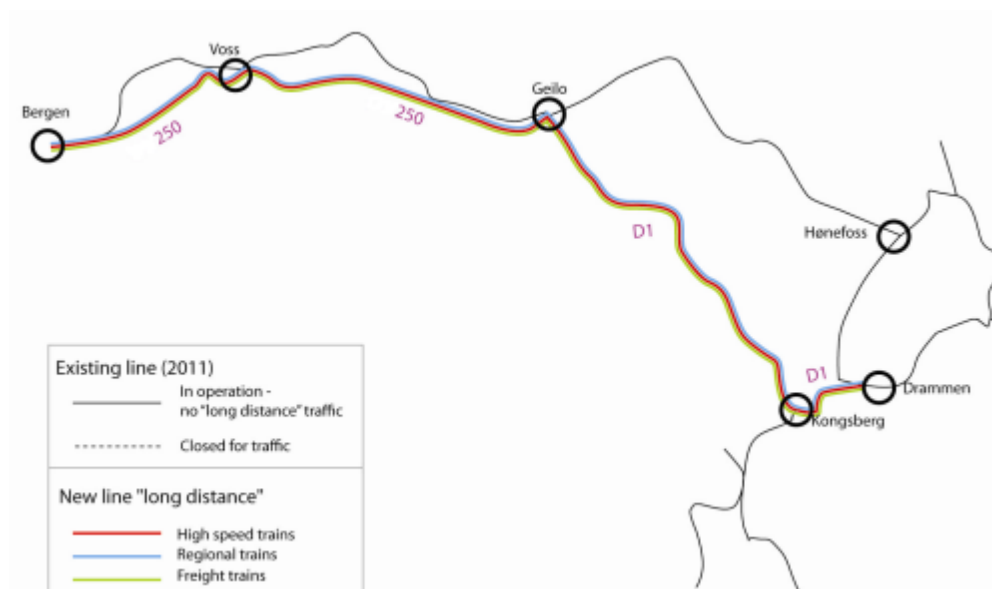 Voss
Bergen
250
250
Geilo
D1
Hønefoss
D1
Drammen
Kongsberg
Existing line (2011)
In operation -
no "long distance" traffic
Closed for traffic
New line "long distance"
High speed trains
Regional trains
Freight trains